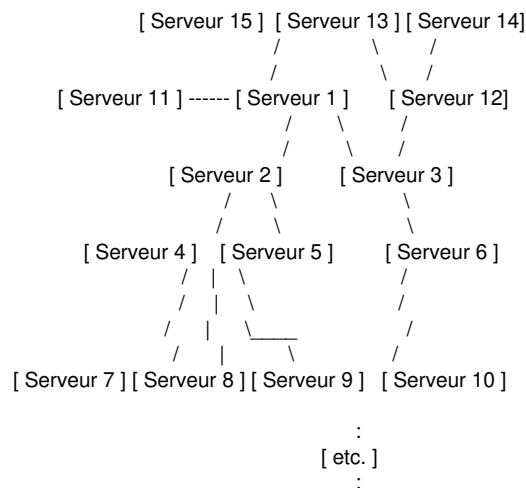 [ Serveur 15 ] [ Serveur 13 ] [ Serveur 14]
[ Serveur 11 ] ------ [ Serveur 1 ] [ Serveur 12]
[ Serveur 2 ] [ Serveur 3 ]
[ Serveur 4 ] [ Serveur 5 ] [ Serveur 6 ]
[ Serveur 7 ] [ Serveur 8 ] [ Serveur 9 ] [ Serveur 10 ]
:
[ etc. ]
: